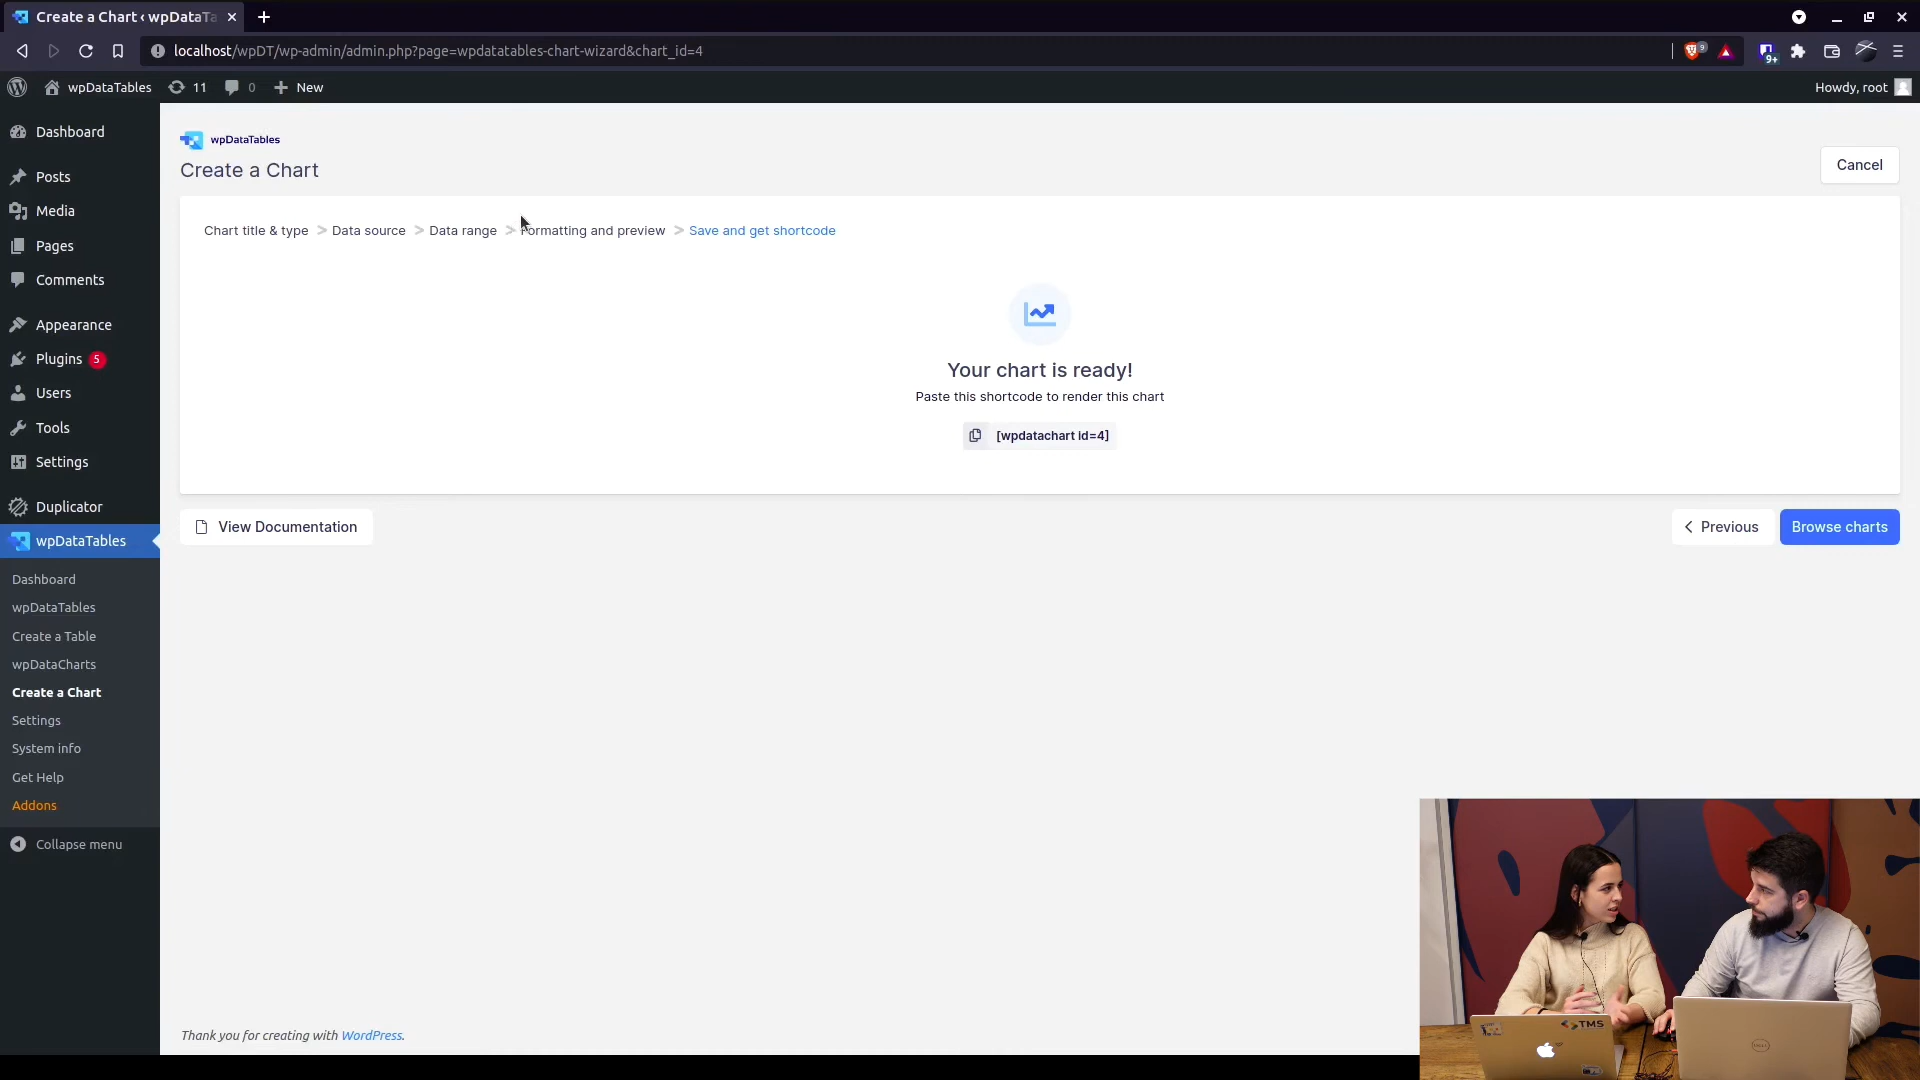 Create a Chart ‹ wpDataTa
localhost/wpDT/wp-admin/admin.php?page=wpdatatables-chart-wizard&chart_id=4
9
9+
wpDataTables 11 0 New
Howdy, root
Dashboard
Posts
Media
Pages
Comments
Appearance
Plugins 5
Users
Tools
Settings
Duplicator
wpDataTables
Dashboard
wpDataTables
Create a Table
wpDataCharts
Create a Chart
Settings
System info
Get Help
Addons
Collapse menu
wpDataTables
Create a Chart
Cancel
Chart title & type > Data source > Data range > Formatting and preview > Save and get shortcode
Your chart is ready!
Paste this shortcode to render this chart
[wpdatachart id=4]
View Documentation
Previous
Browse charts
Thank you for creating with WordPress.
TMS
DELL